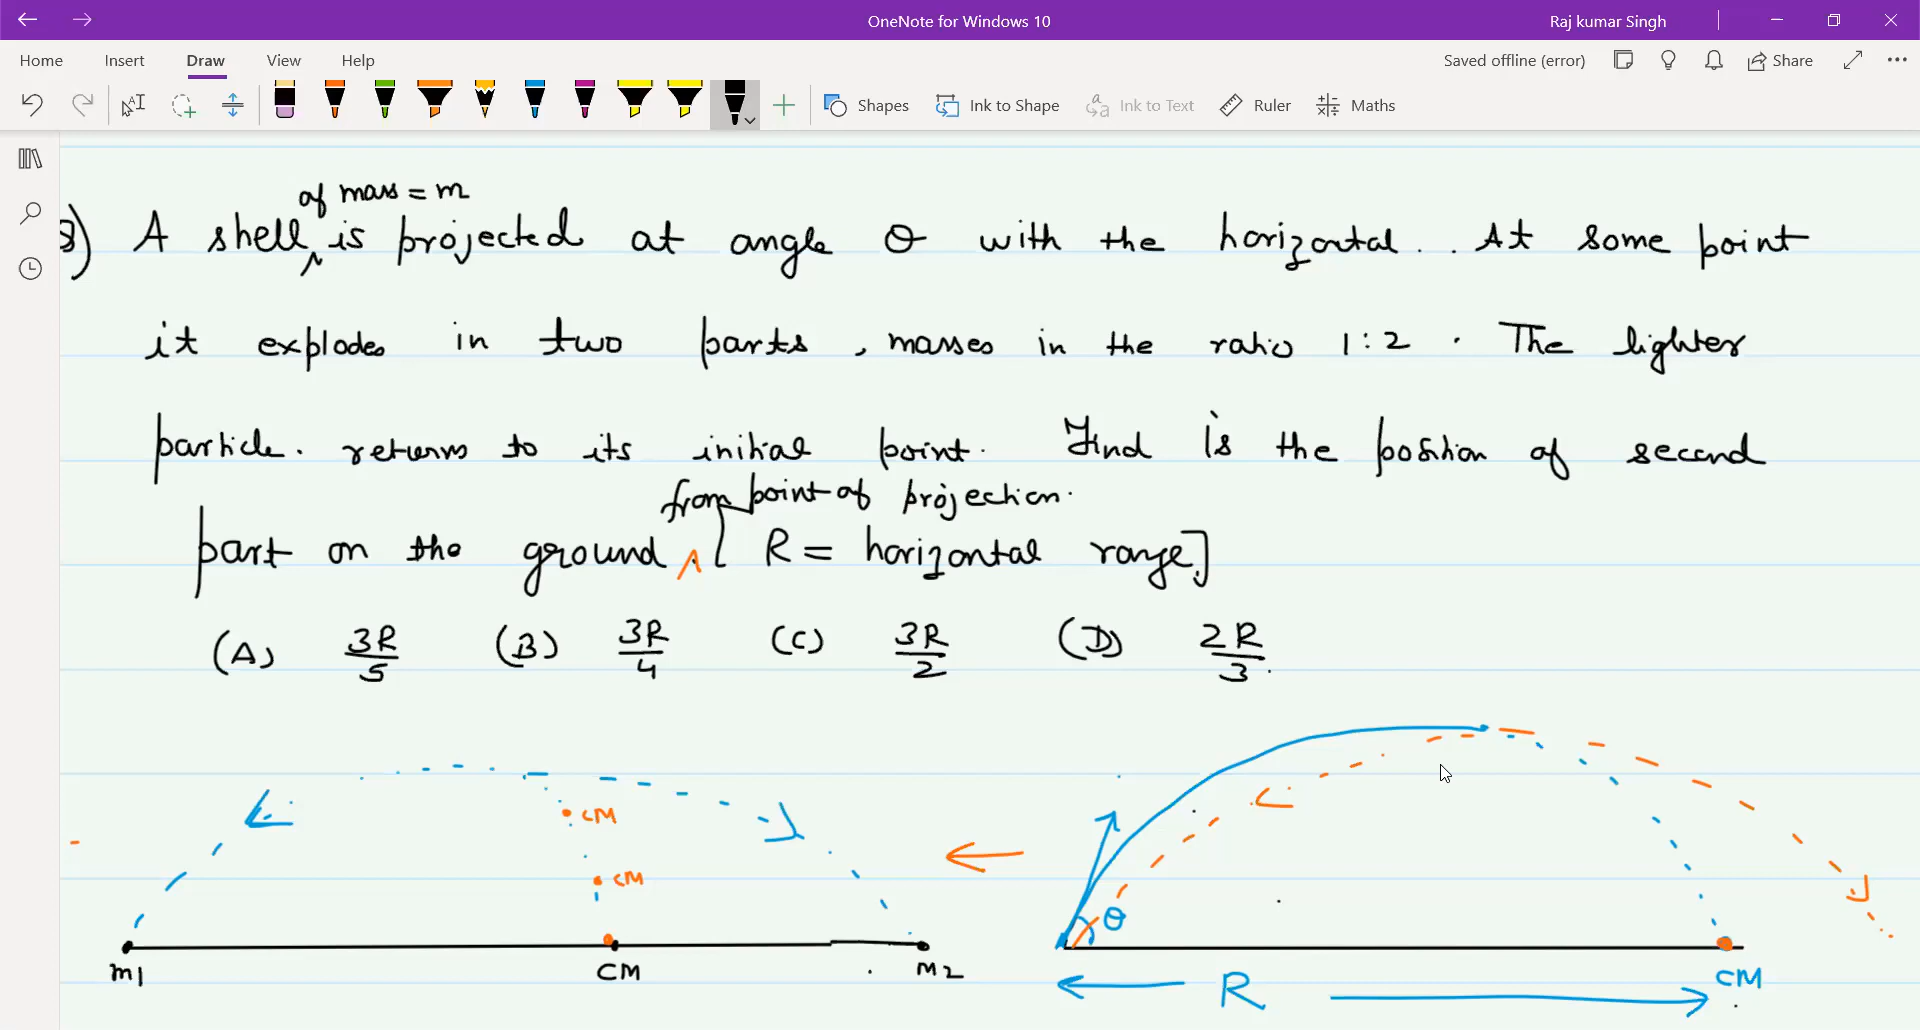 OneNote for Windows 10
Raj kumar Singh
Home Insert Draw View Help
Saved offline (error)
Share
Shapes
Ink to Shape
Ink to Text
Ruler
Maths
of mass = m
A shell is projected at angle θ with the horizontal. . At some point
it explodes in two parts, masses in the ratio 1:2 . The lighter
particle. returns to its initial point. Find is the position of second
from point of projection.
part on the ground [ R = horizontal range]
(A) 3R/5 (B) 3R/4 (C) 3R/2 (D) 2R/3
CM
CM
θ
m1 CM m2
CM
R